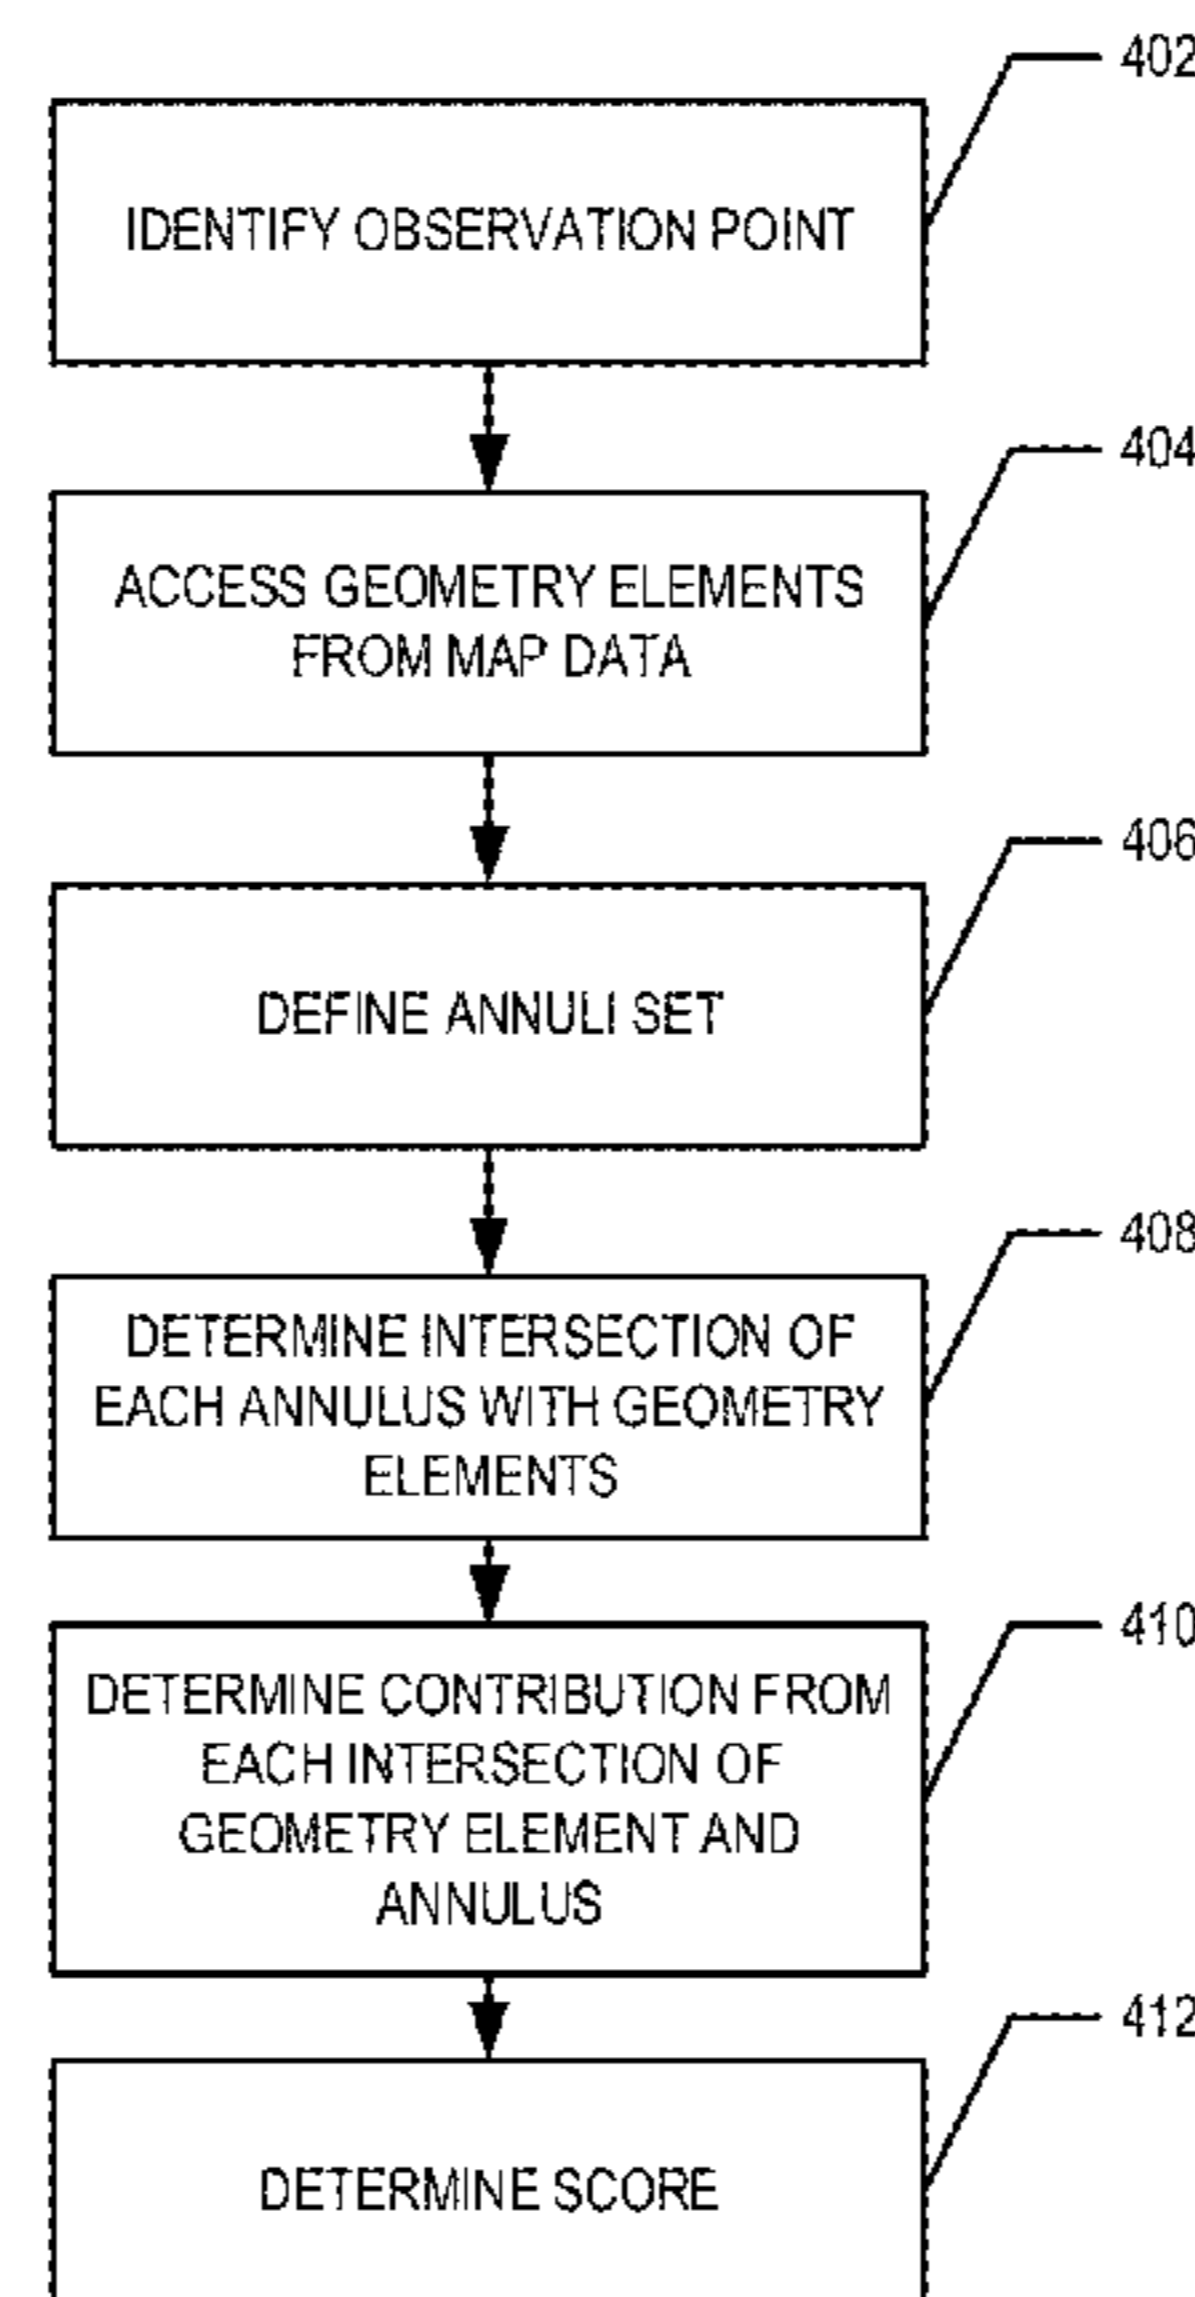 402
IDENTIFY OBSERVATION POINT
404
ACCESS GEOMETRY ELEMENTS
FROM MAP DATA
406
DEFINE ANNULI SET
408
DETERMINE INTERSECTION OF
EACH ANNULUS WITH GEOMETRY
ELEMENTS
410
DETERMINE CONTRIBUTION FROM
EACH INTERSECTION OF
GEOMETRY ELEMENT AND
ANNULUS
412
DETERMINE SCORE